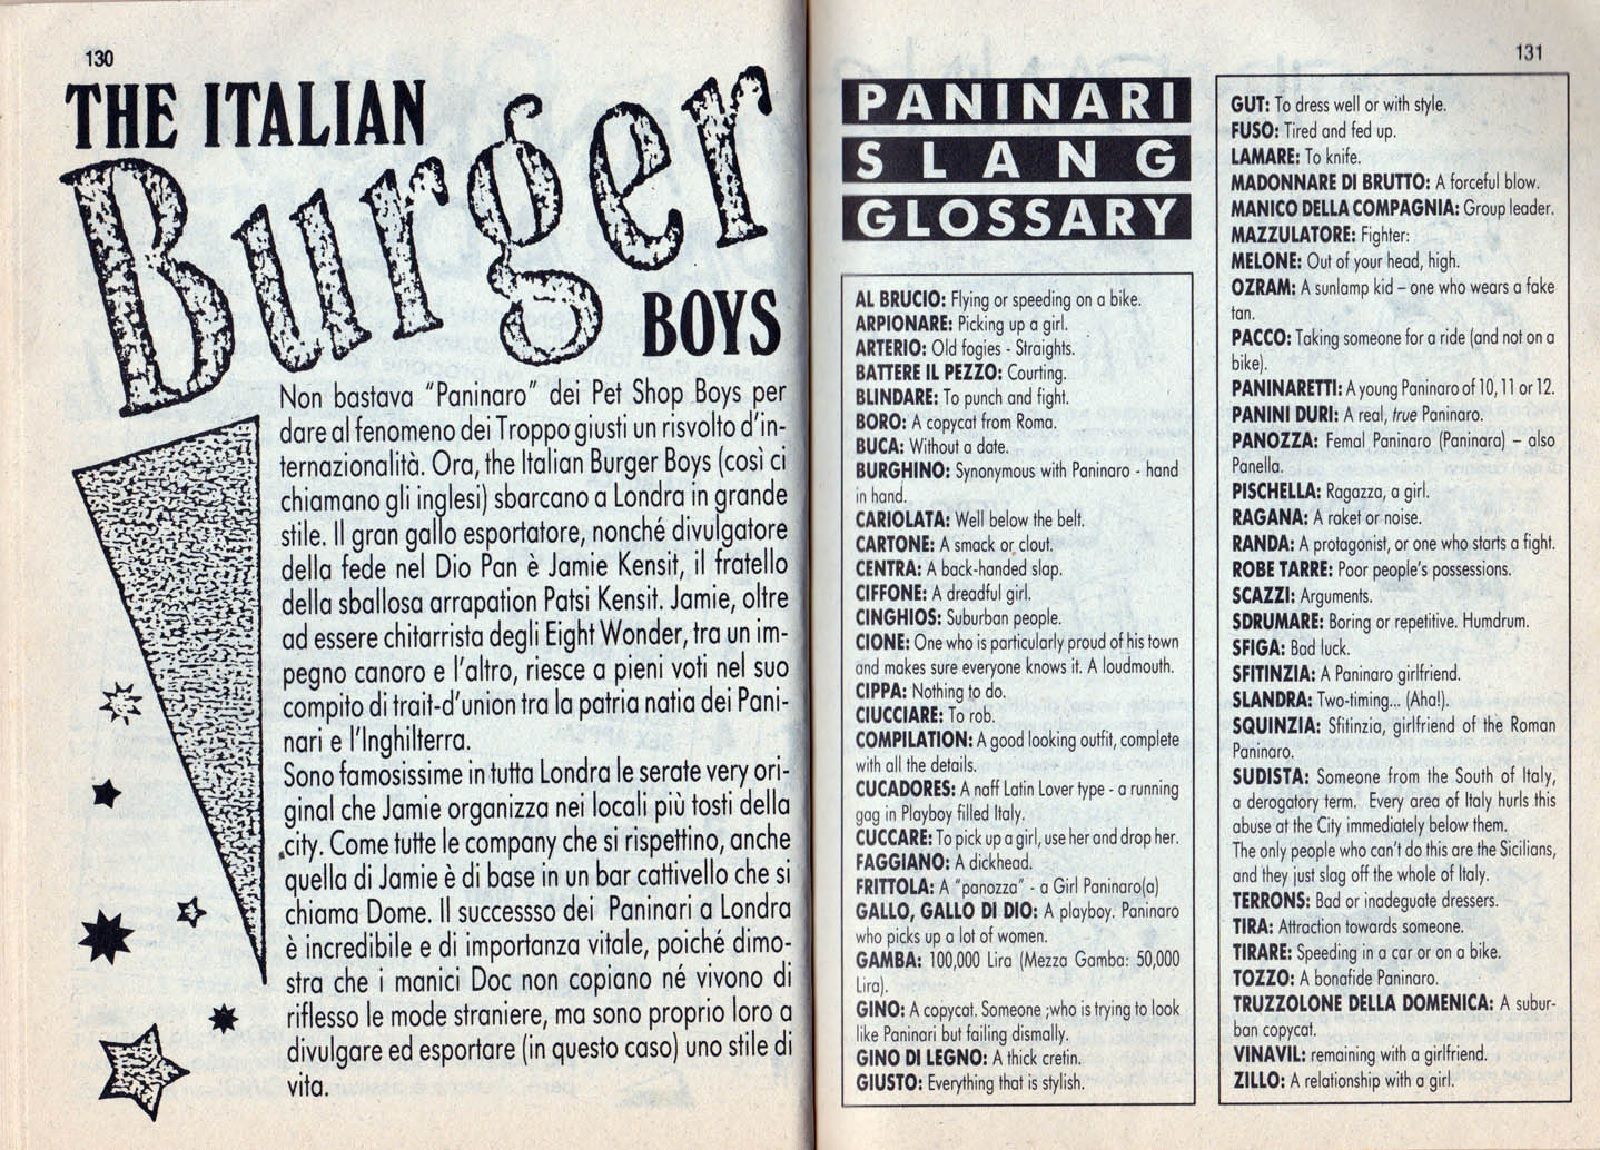 130
THE ITALIAN
Burger
BOYS
Non bastava "Paninaro" dei Pet Shop Boys per
dare al fenomeno dei Troppo giusti un risvolto d'in-
ternazionalità. Ora, the Italian Burger Boys (così ci
chiamano gli inglesi) sbarcano a Londra in grande
stile. Il gran gallo esportatore, nonché divulgatore
della fede nel Dio Pan è Jamie Kensit, il fratello
della sballosa arrapation Patsi Kensit. Jamie, oltre
ad essere chitarrista degli Eight Wonder, tra un im-
pegno canoro e l'altro, riesce a pieni voti nel suo
compito di trait-d'union tra la patria natia dei Pani-
nari e l'Inghilterra.
Sono famosissime in tutta Londra le serate very ori-
ginal che Jamie organizza nei locali più tosti della
city. Come tutte le company che si rispettino, anche
quella di Jamie è di base in un bar cattivello che si
chiama Dome. Il successso dei Paninari a Londra
è incredibile e di importanza vitale, poiché dimo-
stra che i manici Doc non copiano né vivono di
riflesso le mode straniere, ma sono proprio loro a
divulgare ed esportare (in questo caso) uno stile di
vita.
131
PANINARI
SLANG
GLOSSARY
AL BRUCIO: Flying or speeding on a bike.
ARPIONARE: Picking up a girl.
ARTERIO: Old fogies - Straights.
BATTERE IL PEZZO: Courting.
BLINDARE: To punch and fight.
BORO: A copycat from Roma.
BUCA: Without a date.
BURGHINO: Synonymous with Paninaro - hand
in hand.
CARIOLATA: Well below the belt.
CARTONE: A smack or clout.
CENTRA: A back-handed slap.
CIFFONE: A dreadful girl.
CINGHIOS: Suburban people.
CIONE: One who is particularly proud of his town
and makes sure everyone knows it. A loudmouth.
CIPPA: Nothing to do.
CIUCCIARE: To rob.
COMPILATION: A good looking outfit, complete
with all the details.
CUCADORES: A naff Latin Lover type - a running
gag in Playboy filled Italy.
CUCCARE: To pick up a girl, use her and drop her.
FAGGIANO: A dickhead.
FRITTOLA: A "panozza" - a Girl Paninaro(a)
GALLO, GALLO DI DIO: A playboy. Paninaro
who picks up a lot of women.
GAMBA: 100,000 Lira (Mezza Gamba: 50,000
Lira).
GINO: A copycat. Someone ;who is trying to look
like Paninari but failing dismally.
GINO DI LEGNO: A thick cretin.
GIUSTO: Everything that is stylish.
GUT: To dress well or with style.
FUSO: Tired and fed up.
LAMARE: To knife.
MADONNARE DI BRUTTO: A forceful blow.
MANICO DELLA COMPAGNIA: Group leader.
MAZZULATORE: Fighter:
MELONE: Out of your head, high.
OZRAM: A sunlamp kid – one who wears a fake
tan.
PACCO: Taking someone for a ride (and not on a
bike).
PANINARETTI: A young Paninaro of 10, 11 or 12.
PANINI DURI: A real, true Paninaro.
PANOZZA: Femal Paninaro (Paninara) – also
Panella.
PISCHELLA: Ragazza, a girl.
RAGANA: A raket or noise.
RANDA: A protagonist, or one who starts a fight.
ROBE TARRE: Poor people's possessions.
SCAZZI: Arguments.
SDRUMARE: Boring or repetitive. Humdrum.
SFIGA: Bad luck.
SFITINZIA: A Paninaro girlfriend.
SLANDRA: Two-timing... (Aha!).
SQUINZIA: Sfitinzia, girlfriend of the Roman
Paninaro.
SUDISTA: Someone from the South of Italy,
a derogatory term. Every area of Italy hurls this
abuse at the City immediately below them.
The only people who can't do this are the Sicilians,
and they just slag off the whole of Italy.
TERRONS: Bad or inadequate dressers.
TIRA: Attraction towards someone.
TIRARE: Speeding in a car or on a bike.
TOZZO: A bonafide Paninaro.
TRUZZOLONE DELLA DOMENICA: A subur-
ban copycat.
VINAVIL: remaining with a girlfriend.
ZILLO: A relationship with a girl.